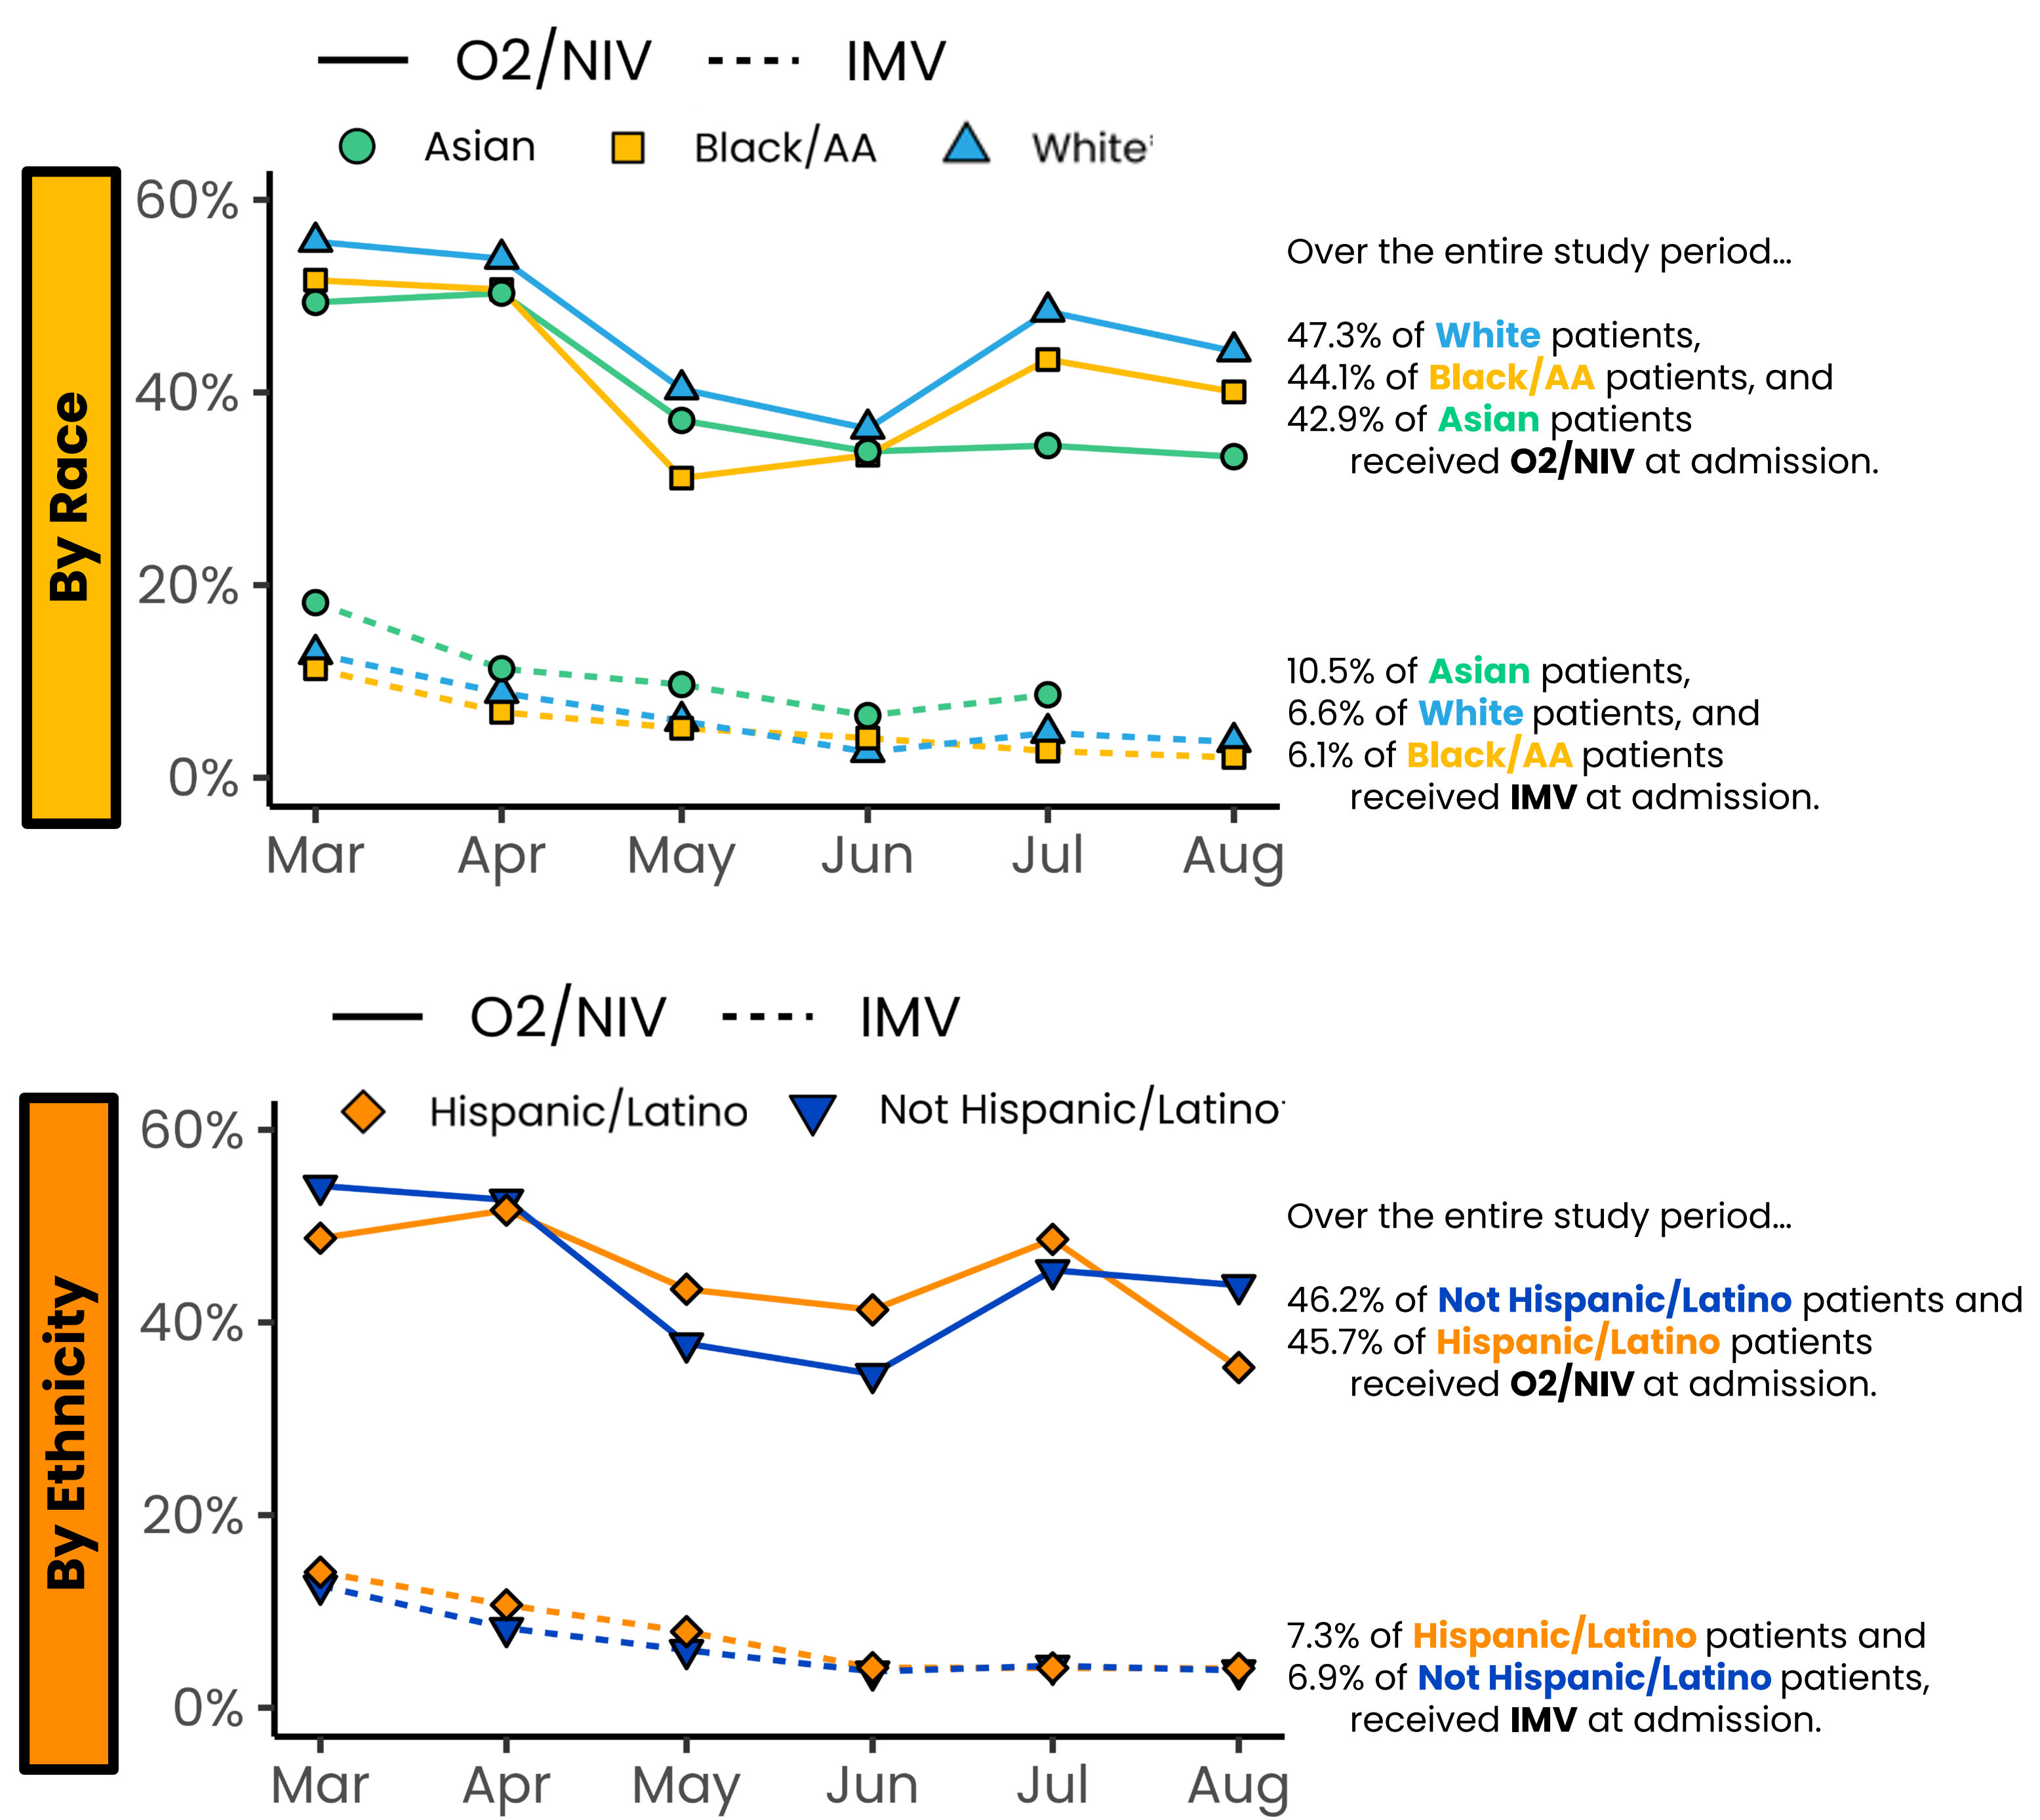 O2/NIV IMV
Asian Black/AA White
By Race
60%
40%
20%
0%
Mar Apr May Jun Jul Aug
Over the entire study period...
47.3% of White patients,
44.1% of Black/AA patients, and
42.9% of Asian patients
received O2/NIV at admission.
10.5% of Asian patients,
6.6% of White patients, and
6.1% of Black/AA patients
received IMV at admission.
O2/NIV IMV
Hispanic/Latino Not Hispanic/Latino
By Ethnicity
60%
40%
20%
0%
Mar Apr May Jun Jul Aug
Over the entire study period...
46.2% of Not Hispanic/Latino patients and
45.7% of Hispanic/Latino patients
received O2/NIV at admission.
7.3% of Hispanic/Latino patients and
6.9% of Not Hispanic/Latino patients,
received IMV at admission.